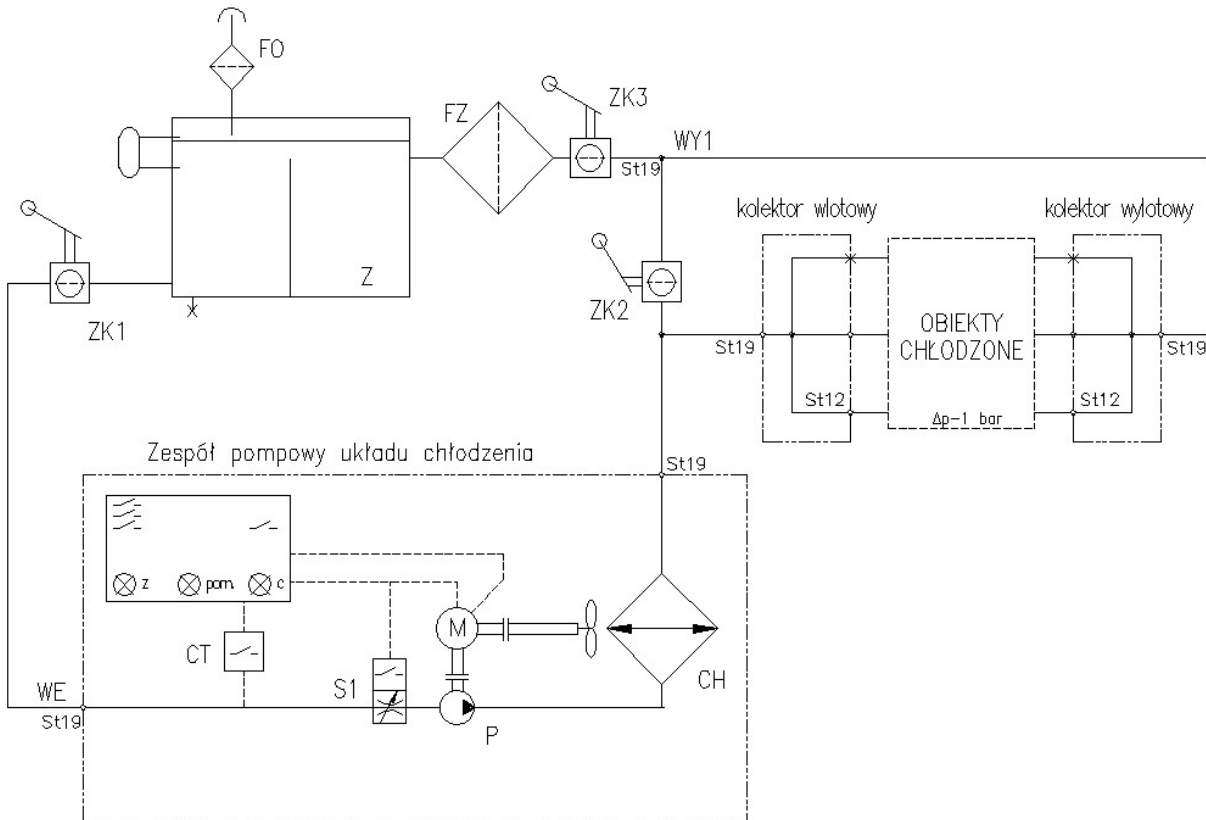 FO
FZ
ZK3
WY1
St19
kolektor wlotowy
kolektor wylotowy
Z
ZK1
ZK2
OBIEKTY
CHŁODZONE
St19
St19
St12
St12
Δp-1 bar
Zespół pompowy układu chłodzenia
St19
z
pom.
c
M
CT
S1
CH
WE
St19
P